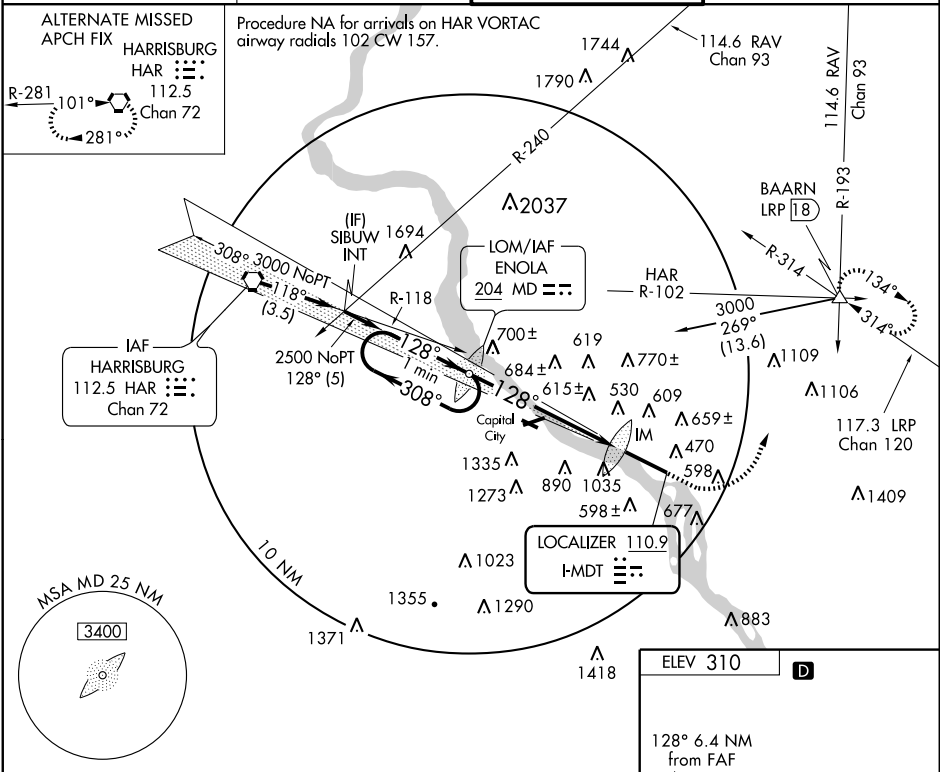 ALTERNATE MISSED
APCH FIX
HARRISBURG
HAR
112.5
Chan 72
R-281
101°
281°
Procedure NA for arrivals on HAR VORTAC
airway radials 102 CW 157.
1744
1790
114.6 RAV
Chan 93
114.6 RAV
Chan 93
R-240
R-193
2037
BAARN
LRP 18
(IF)
SIBUW
INT
1694
LOM/IAF
ENOLA
204 MD
R-314
134°
314°
HAR
R-102
3000
269°
(13.6)
308° 3000 NoPT
118°
(3.5)
R-118
IAF
HARRISBURG
112.5 HAR
Chan 72
2500 NoPT
128° (5)
128°
1 min
308°
128°
700±
684±
619
770±
1109
1106
615±
530
609
659±
117.3 LRP
Chan 120
Capital
City
IM
470
598
1335
890
1035
1273
598±
677
1409
LOCALIZER 110.9
I-MDT
10 NM
1023
1355
1290
1371
883
1418
MSA MD 25 NM
3400
ELEV 310
D
128° 6.4 NM
from FAF